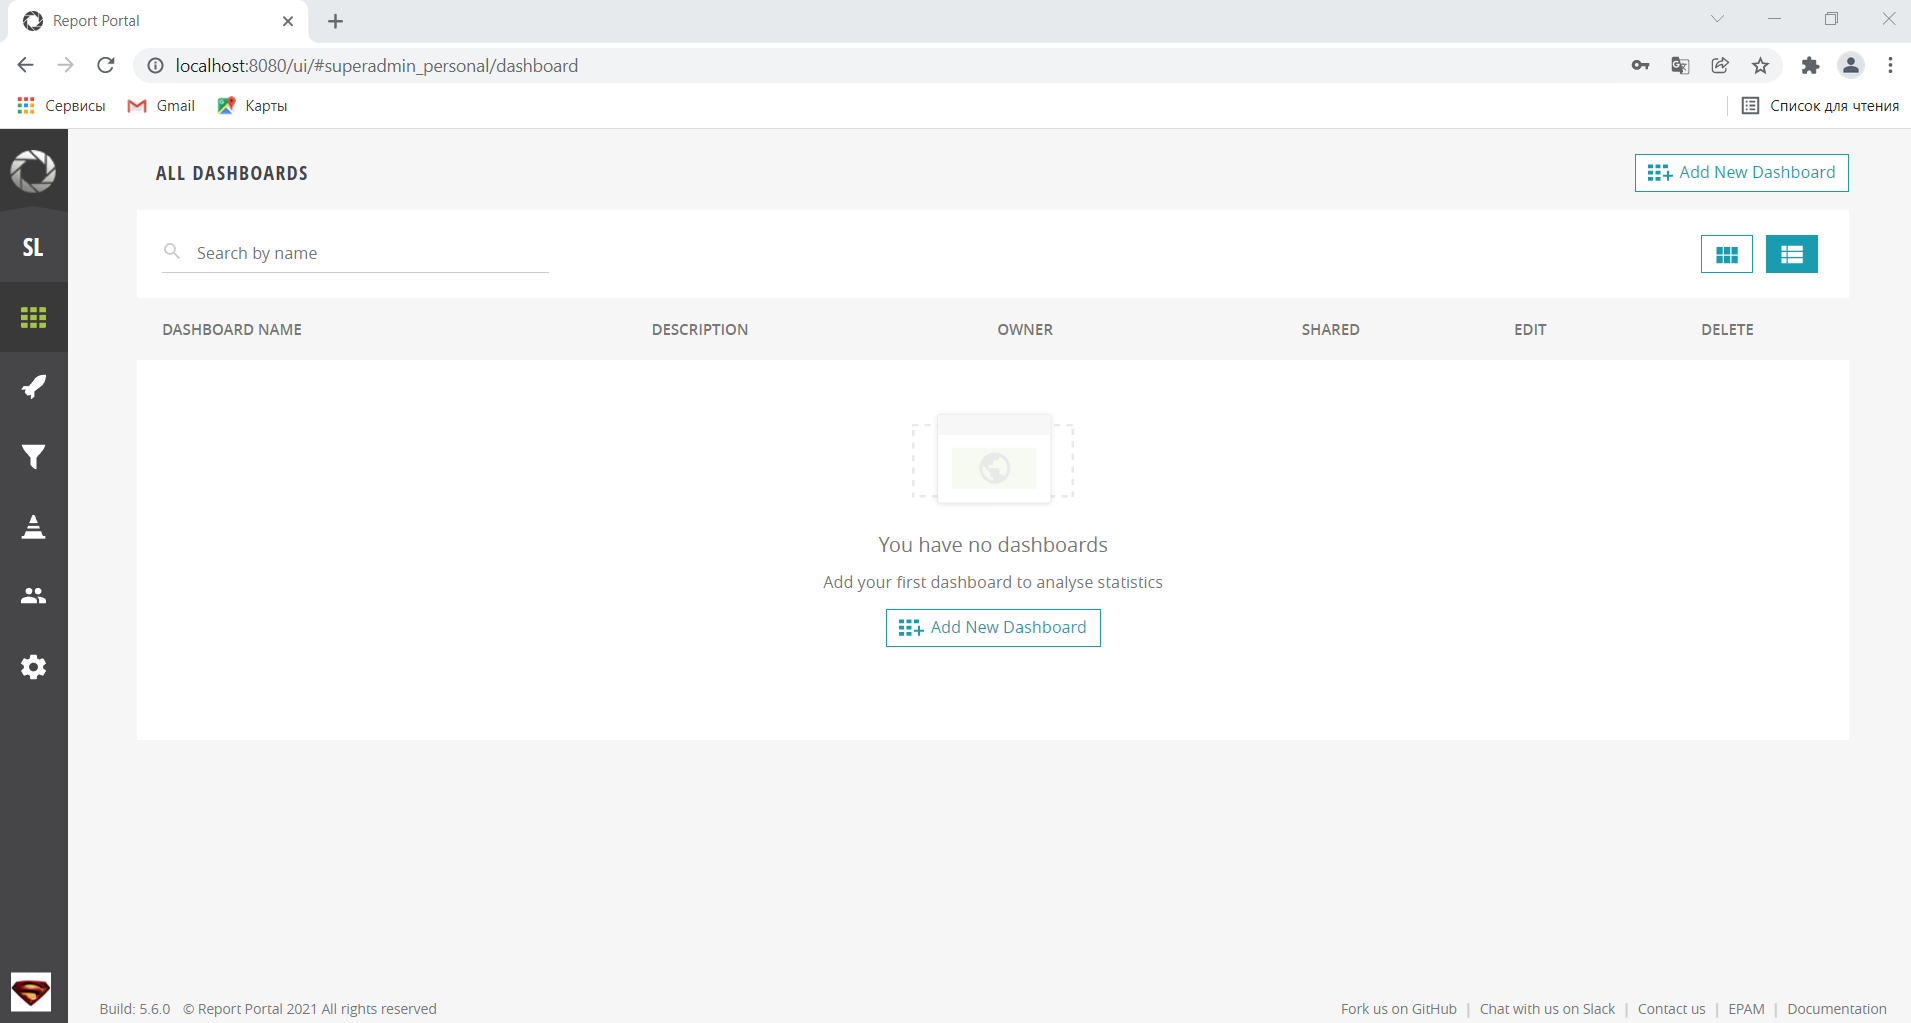 Report Portal
localhost:8080/ui/#superadmin_personal/dashboard
Сервисы Gmail Карты Список для чтения
ALL DASHBOARDS Add New Dashboard
SL
Search by name
DASHBOARD NAME DESCRIPTION OWNER SHARED EDIT DELETE
You have no dashboards
Add your first dashboard to analyse statistics
Add New Dashboard
Build: 5.6.0 © Report Portal 2021 All rights reserved Fork us on GitHub | Chat with us on Slack | Contact us | EPAM | Documentation